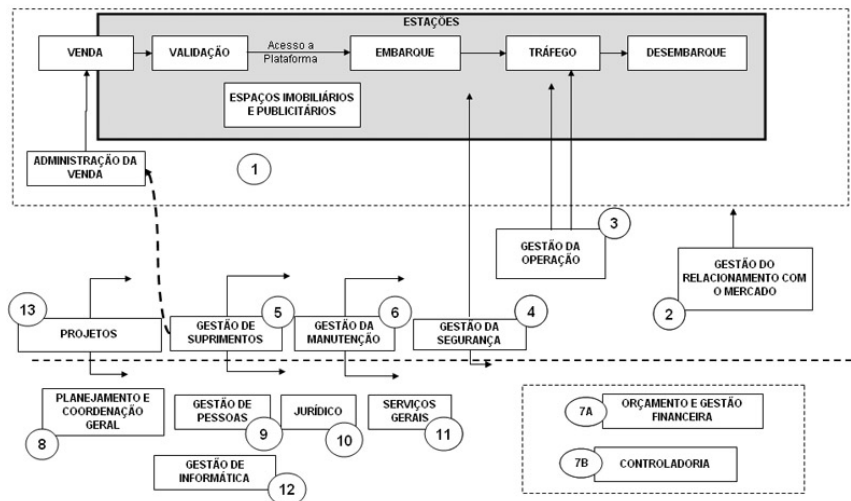 ESTAÇÕES
VENDA
VALIDAÇÃO
Acesso a
Plataforma
EMBARQUE
TRÁFEGO
DESEMBARQUE
ESPAÇOS IMOBILIÁRIOS
E PUBLICITÁRIOS
ADMINISTRAÇÃO DA
VENDA
1
3
GESTÃO DA
OPERAÇÃO
GESTÃO DO
RELACIONAMENTO COM
O MERCADO
2
13
PROJETOS
5
GESTÃO DE
SUPRIMENTOS
6
GESTÃO DA
MANUTENÇÃO
4
GESTÃO DA
SEGURANÇA
PLANEJAMENTO E
COORDENAÇÃO
GERAL
8
GESTÃO DE
PESSOAS
9
JURÍDICO
10
SERVIÇOS
GERAIS
11
7A
ORÇAMENTO E GESTÃO
FINANCEIRA
7B
CONTROLADORIA
GESTÃO DE
INFORMÁTICA
12